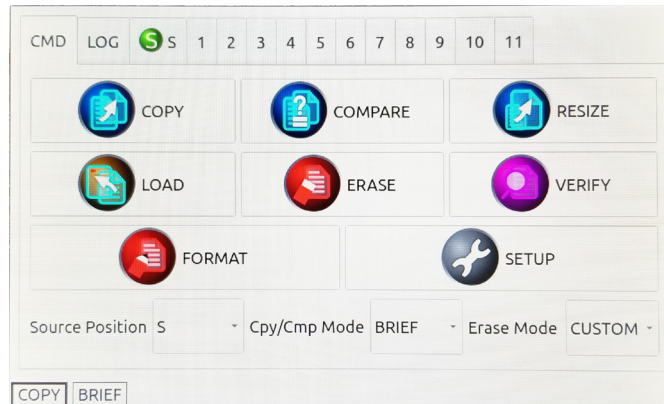 CMD LOG S S 1 2 3 4 5 6 7 8 9 10 11
COPY COMPARE RESIZE
LOAD ERASE VERIFY
FORMAT SETUP
Source Position S Cpy/Cmp Mode BRIEF Erase Mode CUSTOM
COPY BRIEF